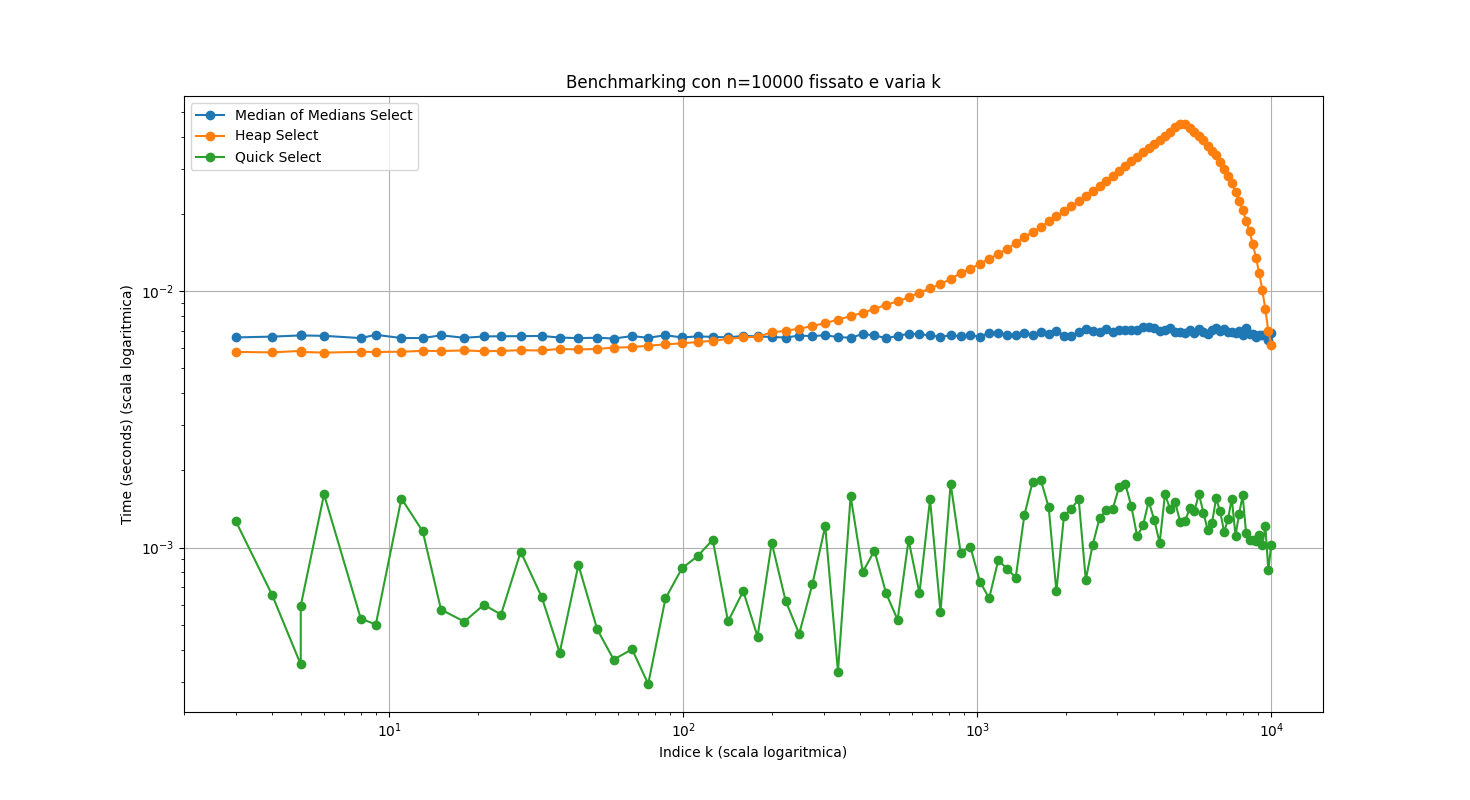 Benchmarking con n=10000 fissato e varia k
Median of Medians Select
Heap Select
Quick Select
Time (seconds) (scala logaritmica)
10⁻²
10⁻³
10¹
10²
10³
10⁴
Indice k (scala logaritmica)